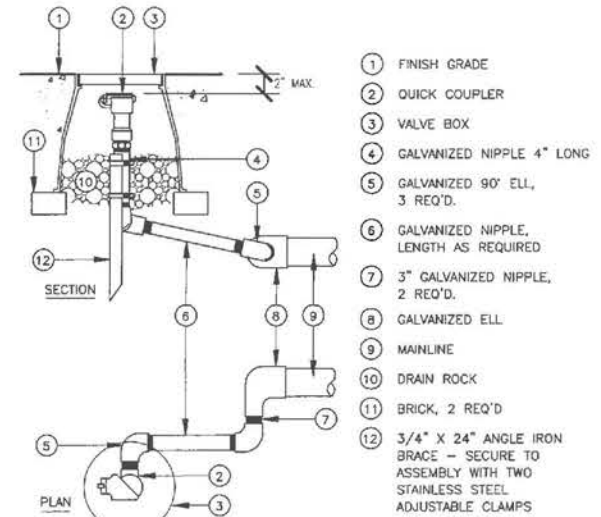 1 2 3
2" MAX.
11
4
10
5
12
SECTION
6 8 9
7
5
2
PLAN
3
1 FINISH GRADE
2 QUICK COUPLER
3 VALVE BOX
4 GALVANIZED NIPPLE 4" LONG
5 GALVANIZED 90° ELL,
3 REQ'D.
6 GALVANIZED NIPPLE,
LENGTH AS REQUIRED
7 3" GALVANIZED NIPPLE,
2 REQ'D.
8 GALVANIZED ELL
9 MAINLINE
10 DRAIN ROCK
11 BRICK, 2 REQ'D
12 3/4" X 24" ANGLE IRON
BRACE – SECURE TO
ASSEMBLY WITH TWO
STAINLESS STEEL
ADJUSTABLE CLAMPS